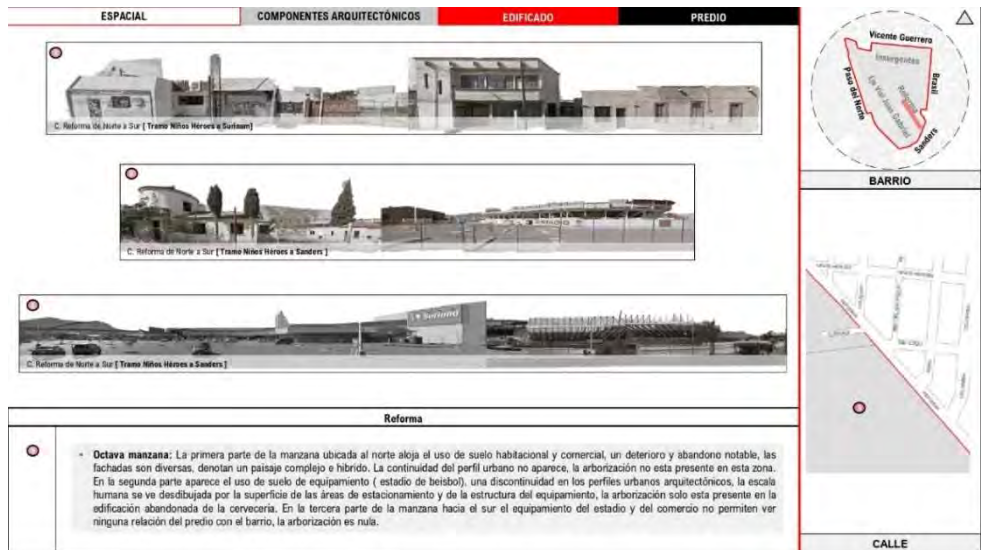 ESPACIAL
COMPONENTES ARQUITECTÓNICOS
EDIFICADO
PREDIO
C. Reforma de Norte a Sur [ Tramo Niños Héroes a Surinam]
C. Reforma de Norte a Sur [ Tramo Niños Héroes a Sanders ]
C. Reforma de Norte a Sur [ Tramo Niños Héroes a Sanders ]
Reforma
- Octava manzana: La primera parte de la manzana ubicada al norte aloja el uso de suelo habitacional y comercial, un deterioro y abandono notable, las
fachadas son diversas, denotan un paisaje complejo e hibrido. La continuidad del perfil urbano no aparece, la arborización no esta presente en esta zona.
En la segunda parte aparece el uso de suelo de equipamiento ( estadio de beisbol), una discontinuidad en los perfiles urbanos arquitectónicos, la escala
humana se ve desdibujada por la superficie de las áreas de estacionamiento y de la estructura del equipamiento, la arborización solo esta presente en la
edificación abandonada de la cervecería. En la tercera parte de la manzana hacia el sur el equipamiento del estadio y del comercio no permiten ver
ninguna relación del predio con el barrio, la arborización es nula.
Vicente Guerrero
Insurgentes
Paso del Norte
Brasil
Reforma
Eje Vial Juan Gabriel
Sanders
BARRIO
CALLE